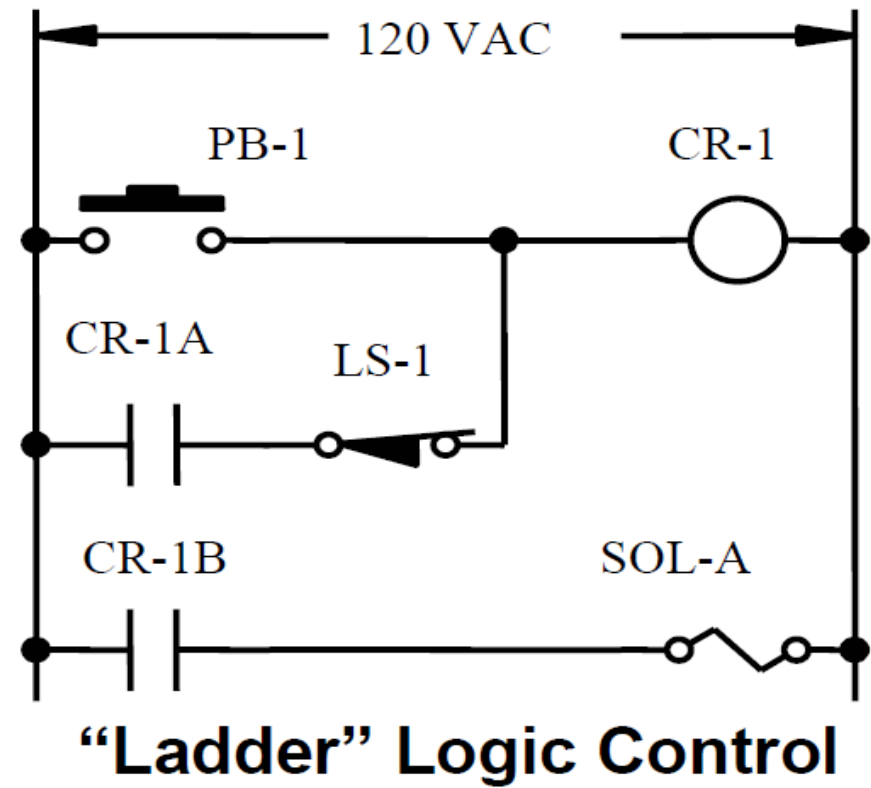 120 VAC
PB-1
CR-1
CR-1A
LS-1
CR-1B
SOL-A
“Ladder” Logic Control